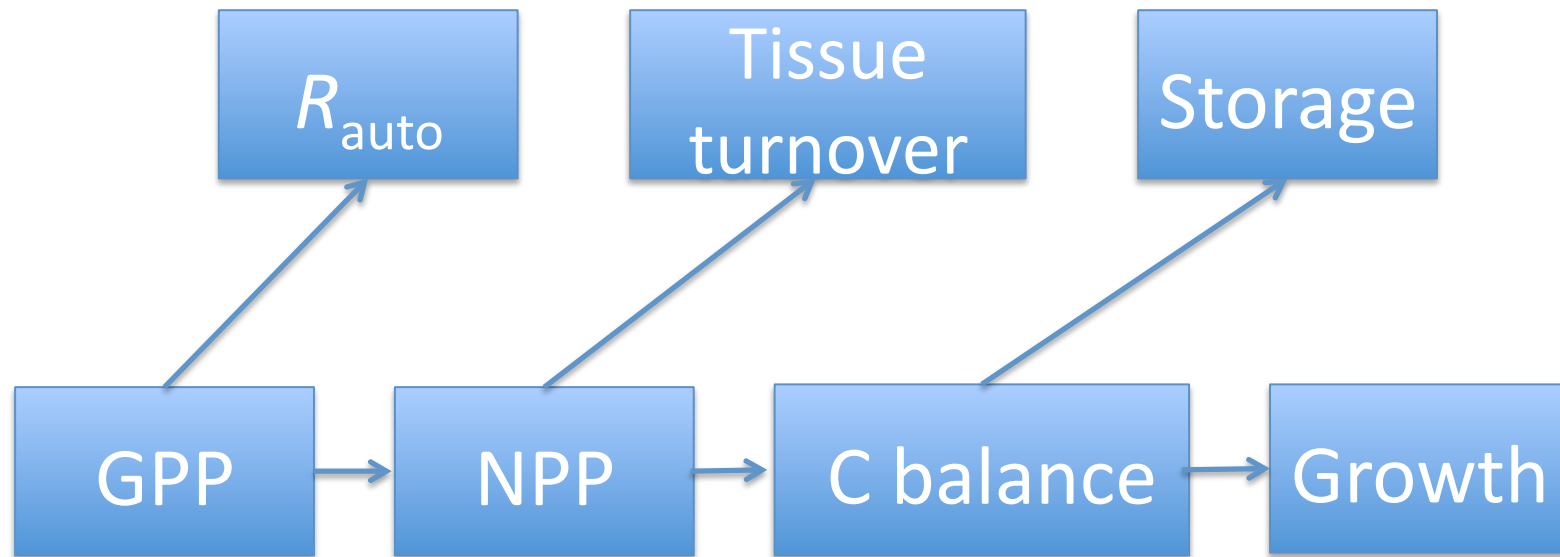 R auto
Tissue
turnover
Storage
GPP
NPP
C balance
Growth